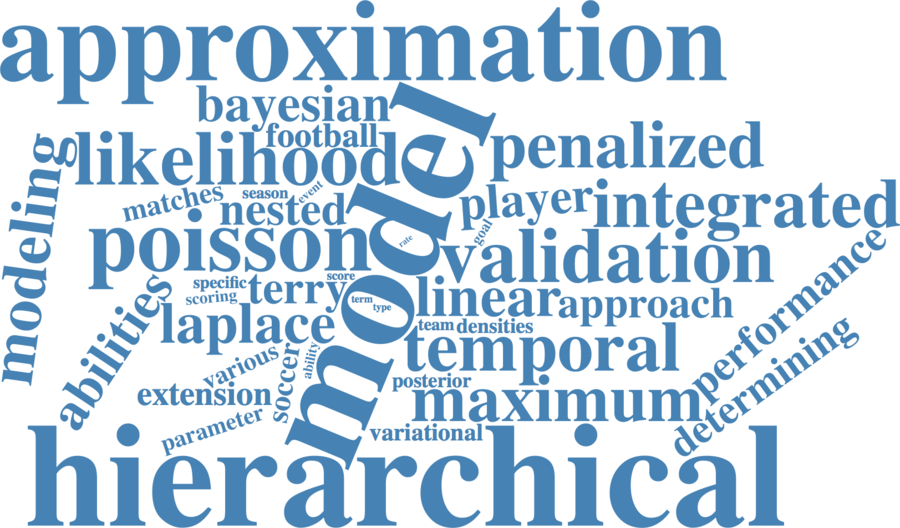 approximation
bayesian
football
likelihood
penalized
modeling
model
matches
season
event
nested
player
integrated
poisson
rate
goal
validation
performance
specific
scoring
terry
score
term
type
linear
approach
abilities
laplace
team
densities
temporal
determining
various
ability
soccer
extension
posterior
maximum
parameter
variational
hierarchical